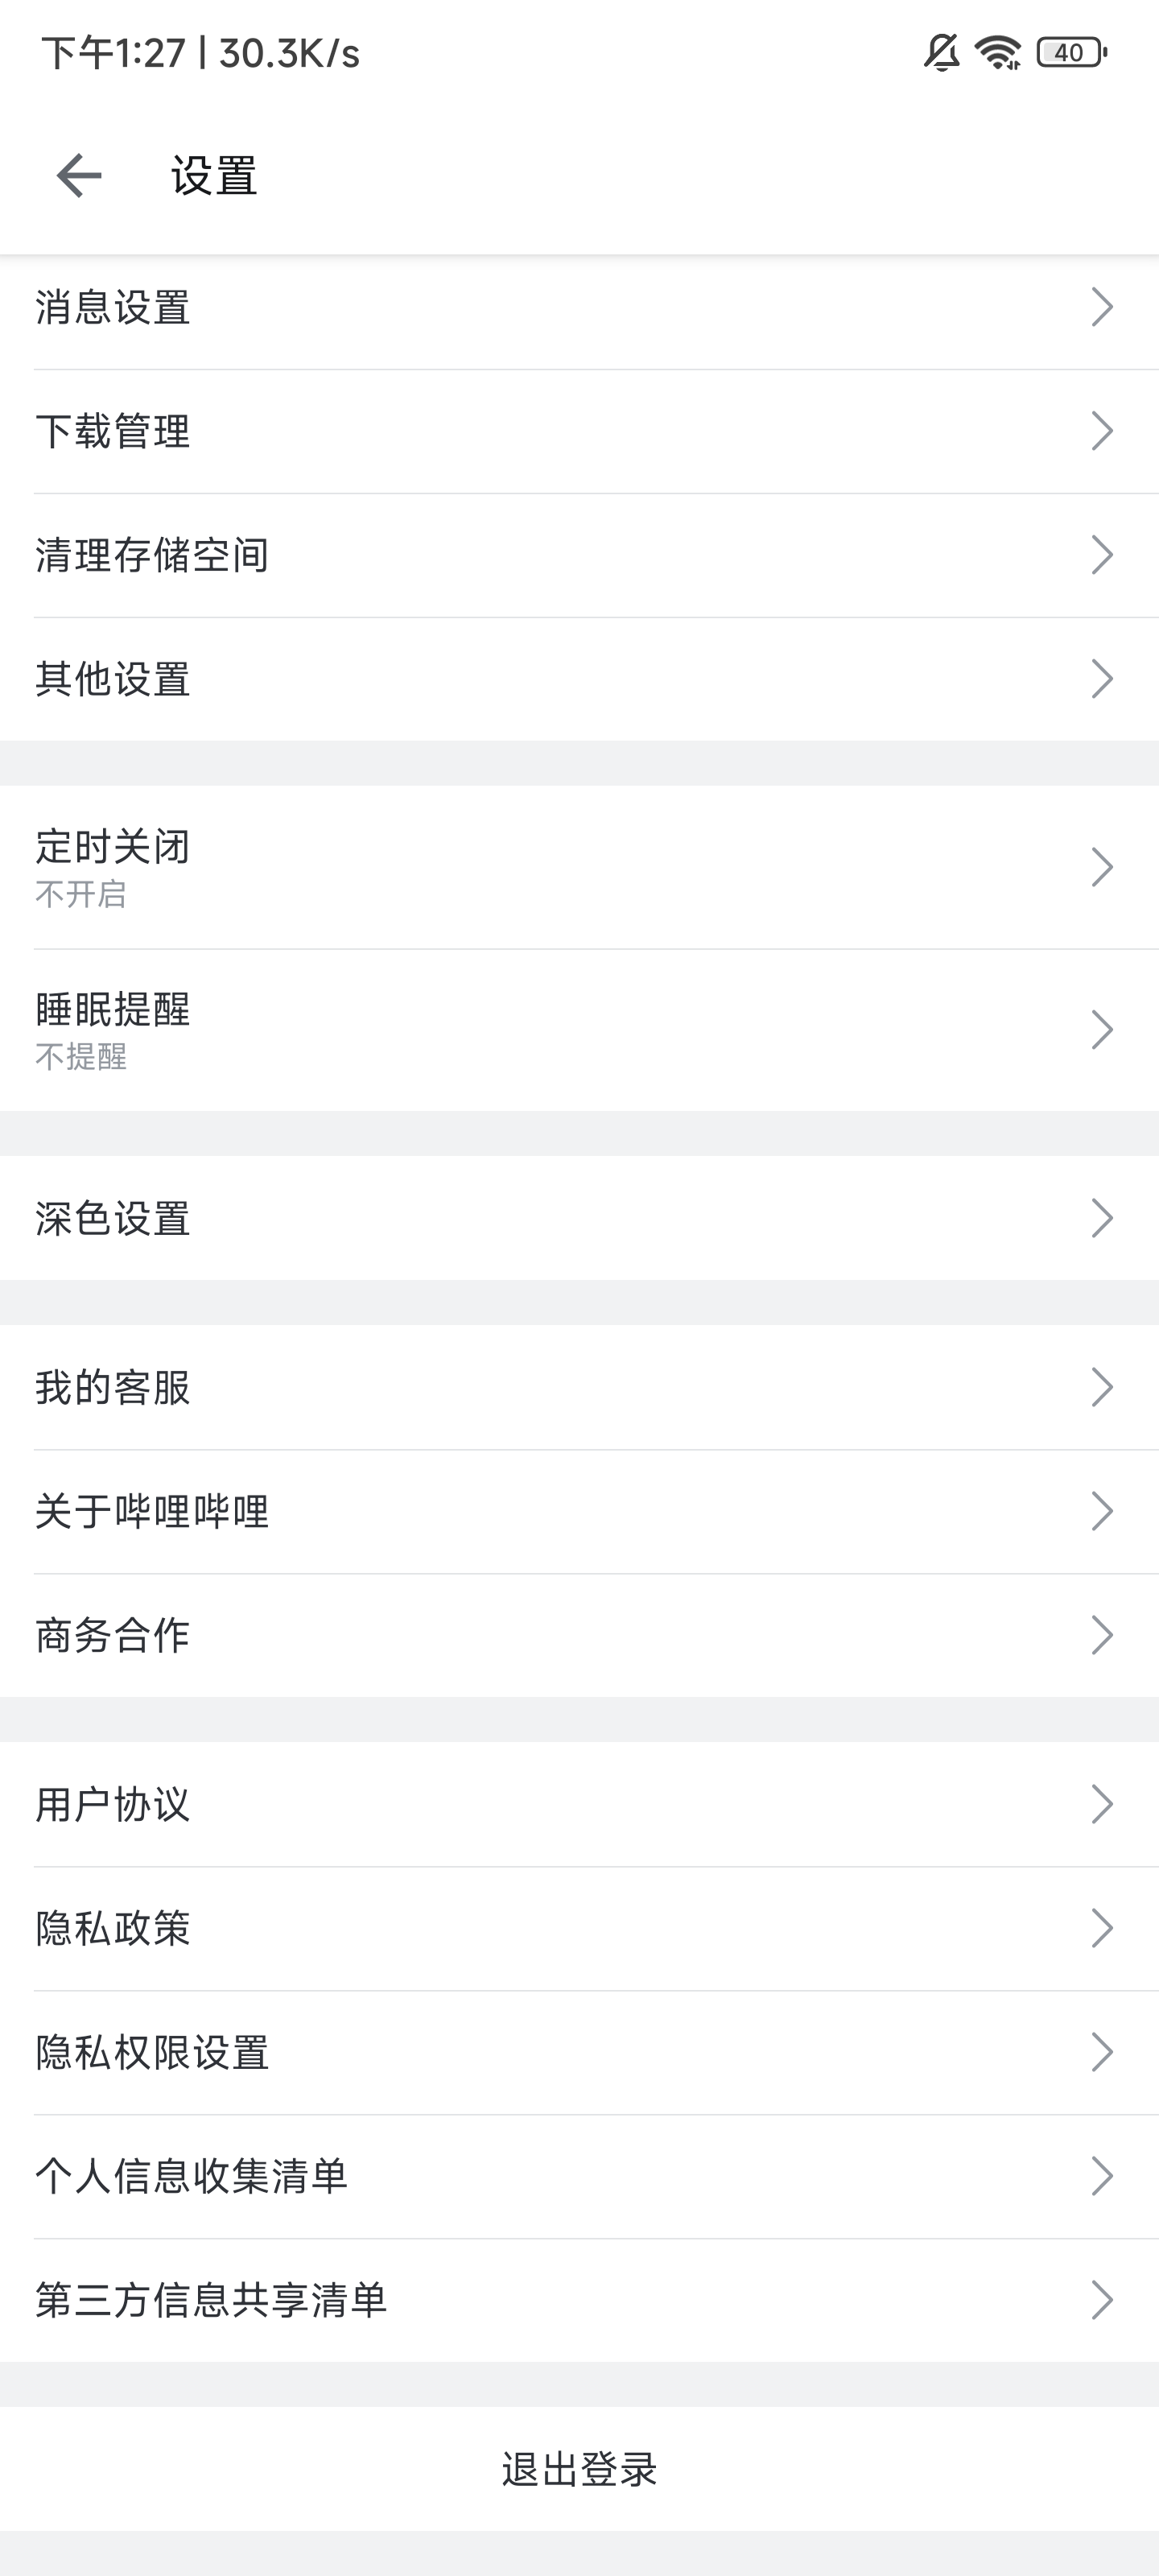 下午1:27 | 30.3K/s
40
设置
消息设置
下载管理
清理存储空间
其他设置
定时关闭
不开启
睡眠提醒
不提醒
深色设置
我的客服
关于哔哩哔哩
商务合作
用户协议
隐私政策
隐私权限设置
个人信息收集清单
第三方信息共享清单
退出登录